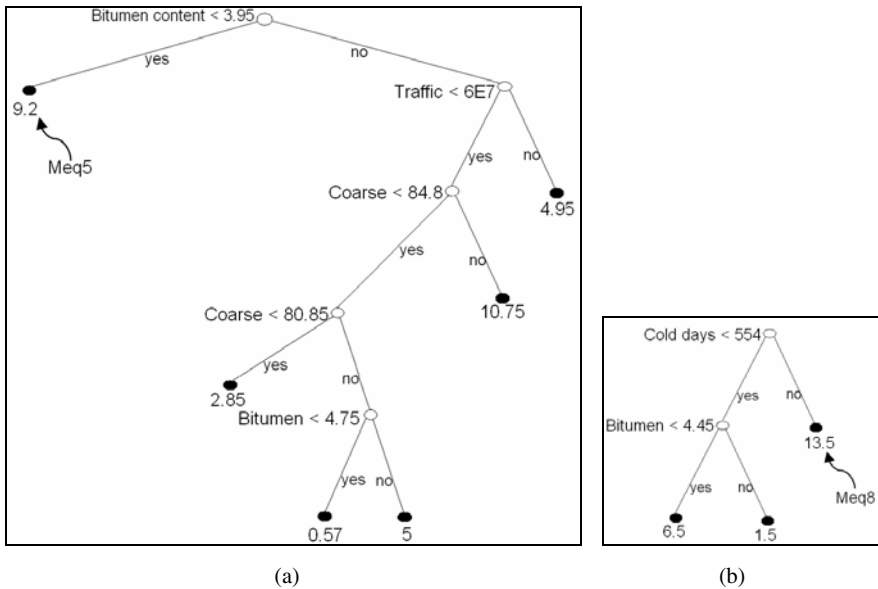 Bitumen content < 3.95
yes
no
9.2
Meq5
Traffic < 6E7
yes
no
4.95
Coarse < 84.8
yes
no
10.75
Coarse < 80.85
yes
no
2.85
Bitumen < 4.75
yes
no
0.57
5
(a)
Cold days < 554
yes
no
Bitumen < 4.45
13.5
Meq8
yes
no
6.5
1.5
(b)